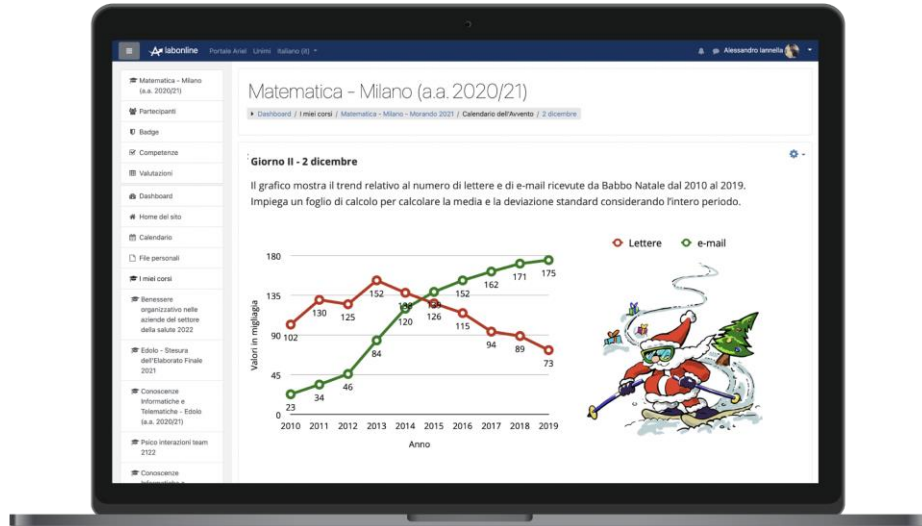 labonline Portale Ariel Unimi Italiano (it) Alessandro Iannella
Matematica - Milano
(a.a. 2020/21)
Partecipanti
Badge
Competenze
Valutazioni
Dashboard
Home del sito
Calendario
File personali
I miei corsi
Benessere
organizzativo nelle
aziende del settore
della salute 2022
Edolo - Stesura
dell'Elaborato Finale
2021
Conoscenze
Informatiche e
Telematiche - Edolo
(a.a. 2020/21)
Psico interazioni team
2122
Conoscenze
Informatiche e
Matematica - Milano (a.a. 2020/21)
Dashboard / I miei corsi / Matematica - Milano - Morando 2021 / Calendario dell'Avvento / 2 dicembre
Giorno II - 2 dicembre
Il grafico mostra il trend relativo al numero di lettere e di e-mail ricevute da Babbo Natale dal 2010 al 2019.
Impiega un foglio di calcolo per calcolare la media e la deviazione standard considerando l'intero periodo.
Lettere e-mail
Valori in migliagia
180
135
90
45
0
102 130 125 152 126 115 94 89 73
23 34 46 84 120 152 162 171 175
2010 2011 2012 2013 2014 2015 2016 2017 2018 2019
Anno